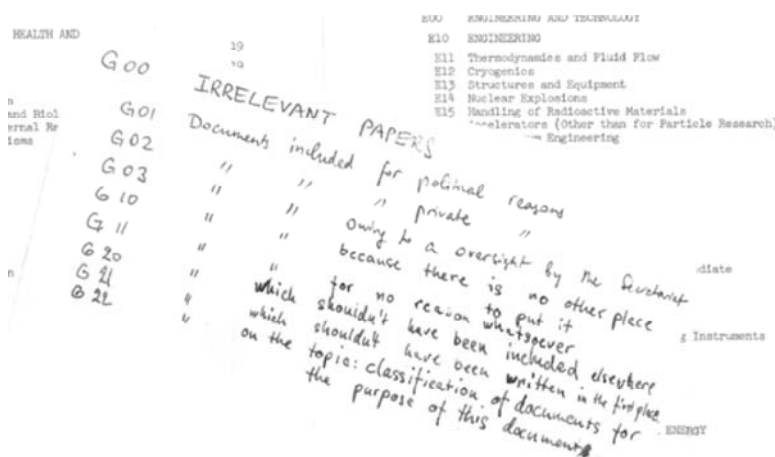 HEALTH AND
19
E00 ENGINEERING AND TECHNOLOGY
E10 ENGINEERING
E11 Thermodynamics and Fluid Flow
E12 Cryogenics
E13 Structures and Equipment
E14 Nuclear Explosions
E15 Handling of Radioactive Materials
Accelerators (Other than for Particle Research)
Engineering
and Biol
G00 IRRELEVANT PAPERS
G01 Documents included for political reasons
G02 " " " private "
G03 " " owing to a oversight by the Secretariat
G10 " " because there is no other place
to put it
G11 " " for no reason whatsoever
G20 " which shouldn't have been included elsewhere
G21 " which shouldn't have been written in the first place
G22 " on the topic: classification of documents for
the purpose of this document
Instruments
ENERGY